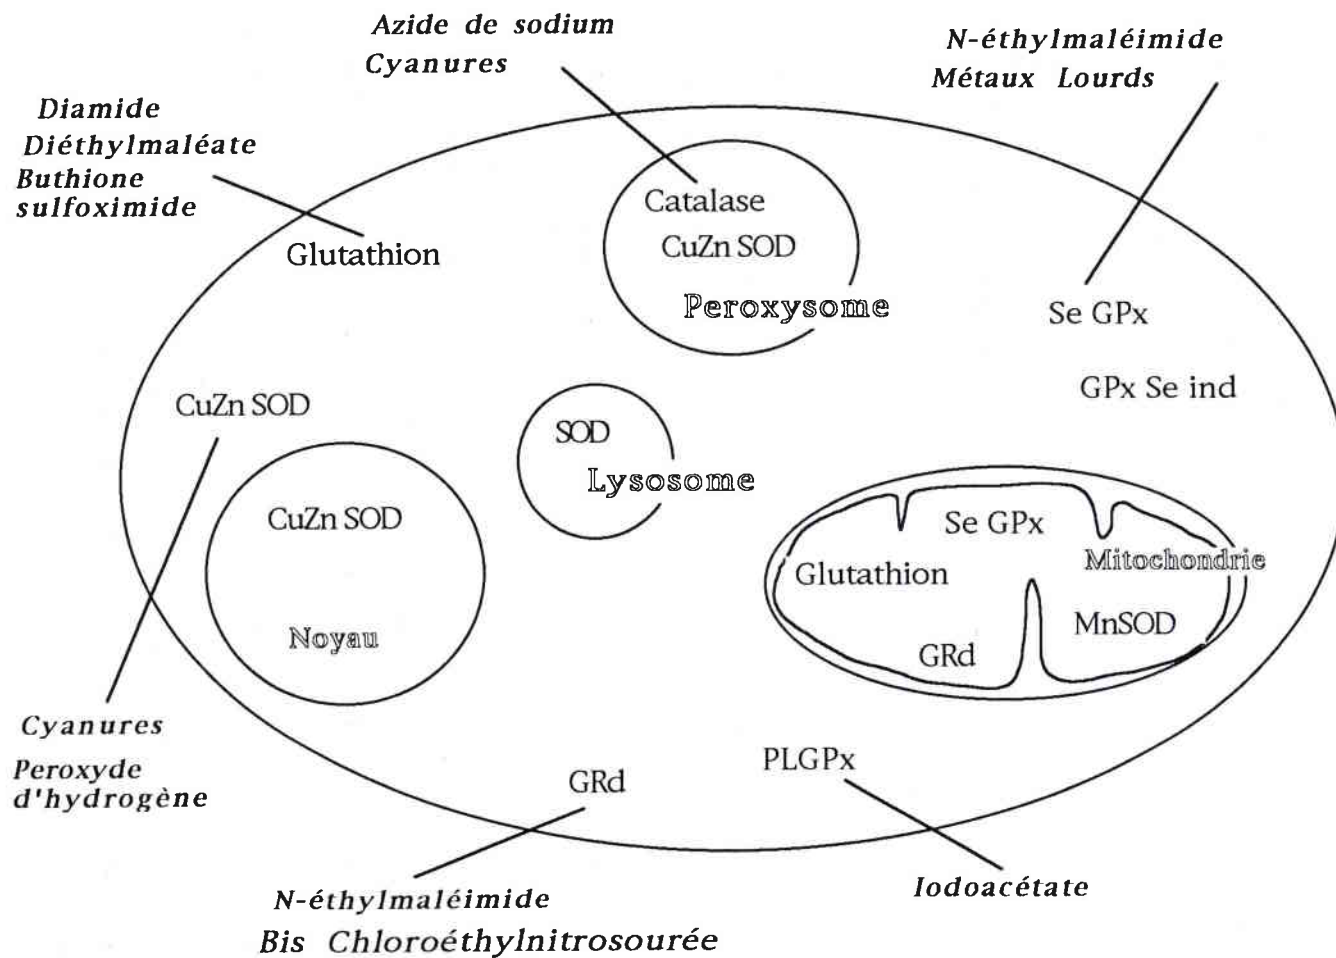 Azide de sodium
Cyanures
N-éthylmaléimide
Métaux Lourds
Diamide
Diéthylmaléate
Buthione
sulfoximide
Glutathion
Catalase
CuZn SOD
Peroxysome
Se GPx
GPx Se ind
CuZn SOD
SOD
Lysosome
CuZn SOD
Noyau
Se GPx
Glutathion
Mitochondrie
MnSOD
GRd
Cyanures
Peroxyde
d'hydrogène
GRd
PLGPx
N-éthylmaléimide
Bis Chloroéthylnitrosourée
Iodoacétate